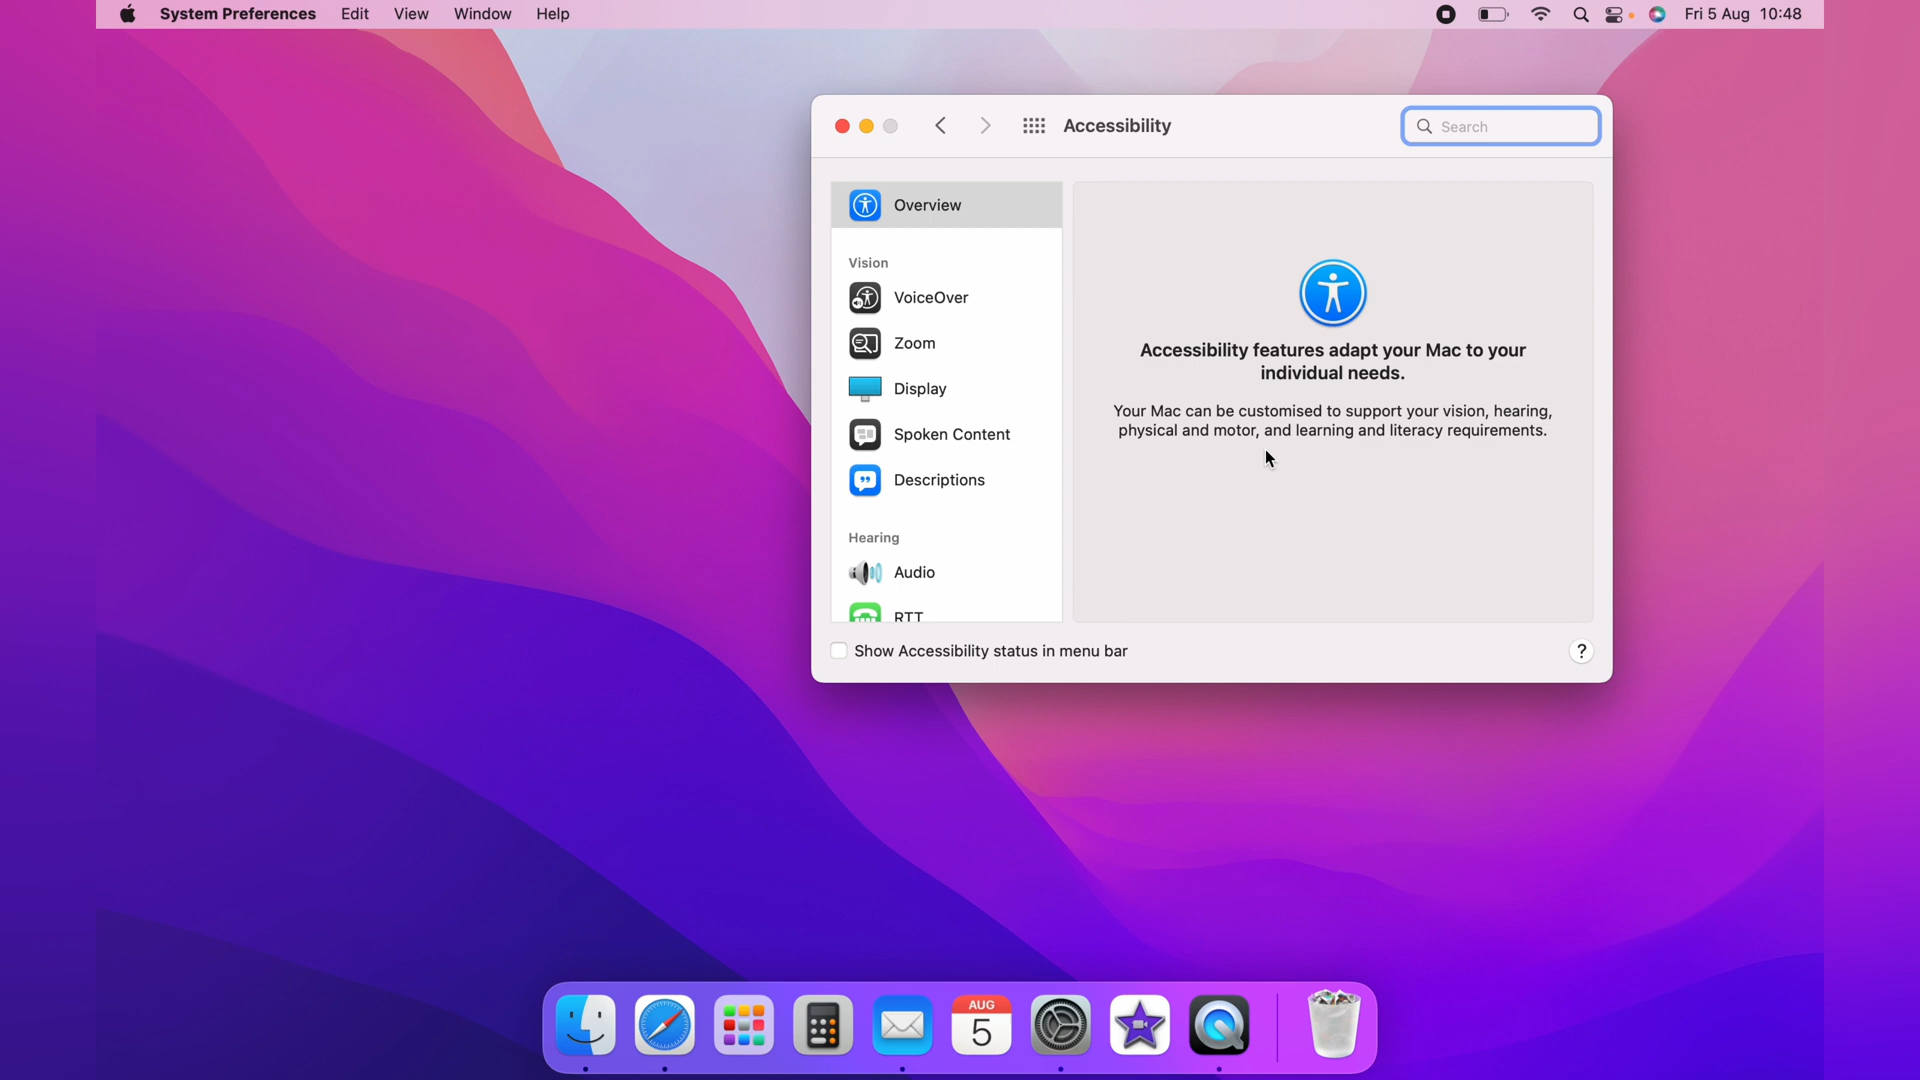 System Preferences Edit View Window Help Fri 5 Aug 10:48
Accessibility
Search
Overview
Vision
VoiceOver
Zoom
Display
Spoken Content
Descriptions
Hearing
Audio
RTT
Accessibility features adapt your Mac to your
individual needs.
Your Mac can be customised to support your vision, hearing,
physical and motor, and learning and literacy requirements.
Show Accessibility status in menu bar
?
AUG
5